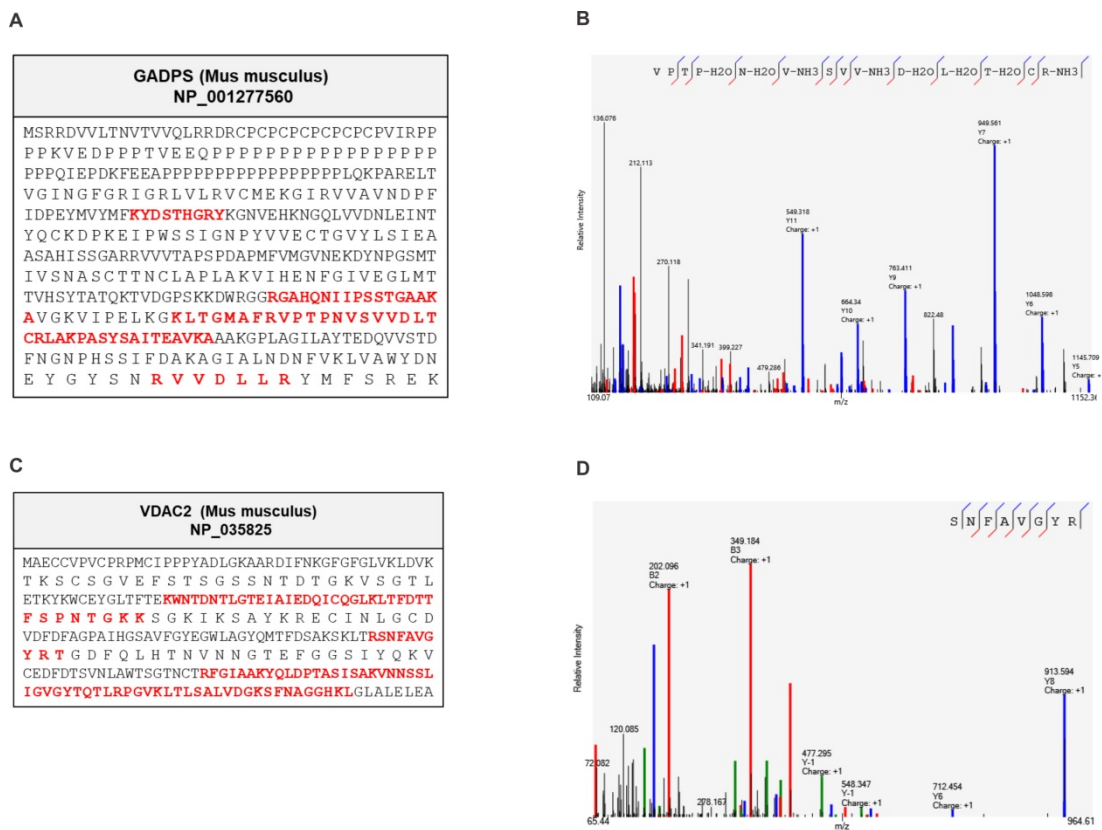 A
GADPS (Mus musculus)
NP_001277560
MSRRDVVLTNVTVVQLRRDRCPCPCPCPCPCPCPVIRPP
PPKVEDPPPTVEEQPPPPPPPPPPPPPPPPPPPPPPPPP
PPPQIEPDKFEEAPPPPPPPPPPPPPPPPPPLQKPARELT
VGINGFGRIGRLVLRVCMEKGIRVVAVNDPF
IDPEYMVYMFKYDSTHGRYKGNVEHKNGQLVVDNLEINT
YQCKDPKEIPWSSIGNPYVVECTGVYLSIEA
ASAHISSGARRVVVTAPSPDAPMFVMGVNEKDYNPGSMT
IVSNASCTTNCLAPLAKVIHENFGIVEGLMT
TVHSYTATQKTVDGPSKKDWRGGRGAHQNIIPSSTGAAK
AVGKVIPELKGKLTGMAFRVPTPNVSVVDLT
CRLAKPASYSAITEAVKAAAKGPLAGILAYTEDQVVSTD
FNGNPHSSIFDAKAGIALNDNFVKLVAWYDN
EYGYSNRVVDLLRYMFSREK
B
V P T P-H2O N-H2O V-NH3 S V V-NH3 D-H2O L-H2O T-H2O C R-NH3
136.076
212.113
270.118
341.191
399.227
479.286
549.318
Y11
Charge: +1
664.34
Y10
Charge: +1
763.411
Y9
Charge: +1
822.48
949.561
Y7
Charge: +1
1048.598
Y6
Charge: +1
1145.709
Y5
Charge: +
Relative Intensity
109.07
m/z
1152.36
C
VDAC2 (Mus musculus)
NP_035825
MAECCVPVCPRPMCIPPPYADLGKAARDIFNKGFGFGLVKLDVK
TKSCSGVEFSTSGSSNTDTGKVSGTL
ETKYKWCEYGLTFTEKWNTDNTLGTEIAIEDQICQGLKLTFDTT
FSPNTGKKSGKIKSAYKRECINLGCD
VDFDFAGPAIHGSAVFGYEGWLAGYQMTFDSAKSKLTRSNFAVG
YRTGDFQLHTNVNNGTEFGGSIYQKV
CEDFDTSVNLAWTSGTNCTRFGIAAKYQLDPTASISAKVNNSSL
IGVGYTQTLRPGVKLTLSALVDGKSFNAGGHKLGLALELEA
D
S N F A V G Y R
72.082
120.085
202.096
B2
Charge: +1
278.167
349.184
B3
Charge: +1
477.295
Y-1
Charge: +1
548.347
Y-1
Charge: +1
712.454
Y6
Charge: +1
913.594
Y8
Charge: +1
Relative Intensity
65.44
m/z
964.61